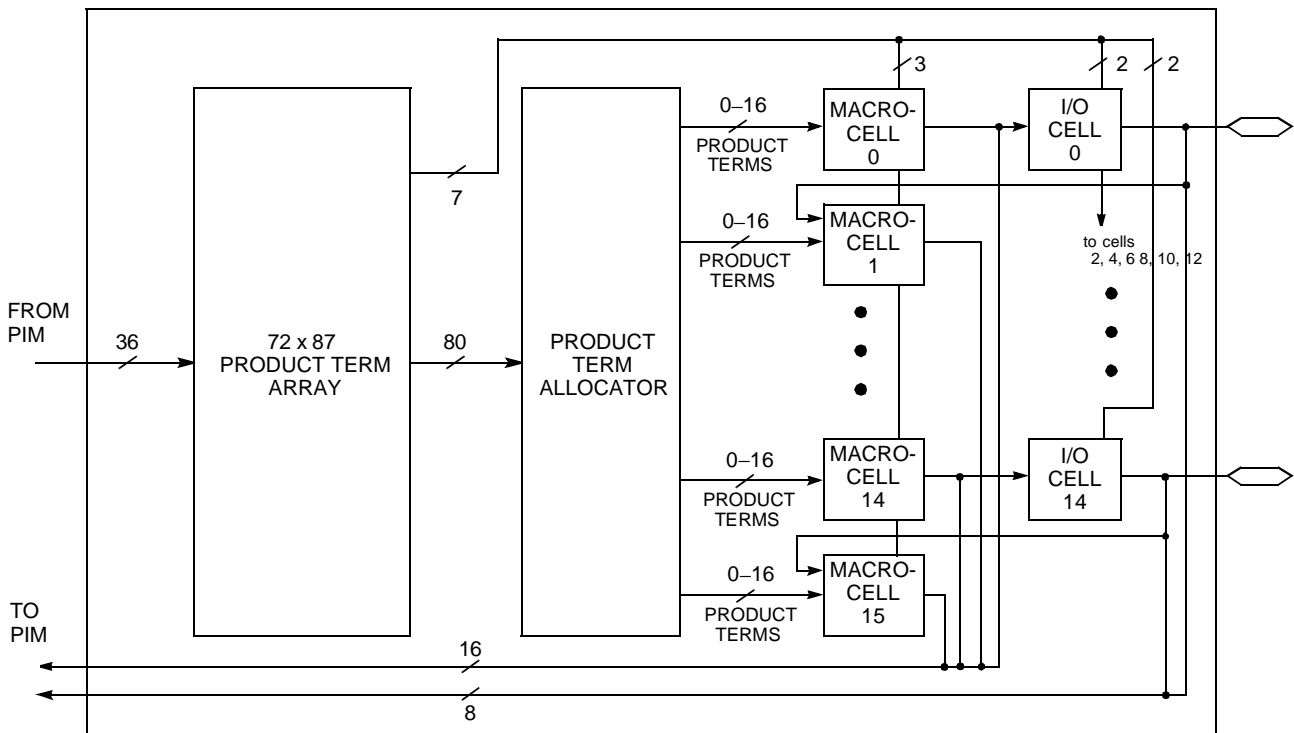 3
2
2
0–16
PRODUCT
TERMS
MACRO-
CELL
0
I/O
CELL
0
7
0–16
PRODUCT
TERMS
MACRO-
CELL
1
to cells
2, 4, 6 8, 10, 12
FROM
PIM
36
72 x 87
PRODUCT TERM
ARRAY
80
PRODUCT
TERM
ALLOCATOR
0–16
PRODUCT
TERMS
MACRO-
CELL
14
I/O
CELL
14
0–16
PRODUCT
TERMS
MACRO-
CELL
15
TO
PIM
16
8